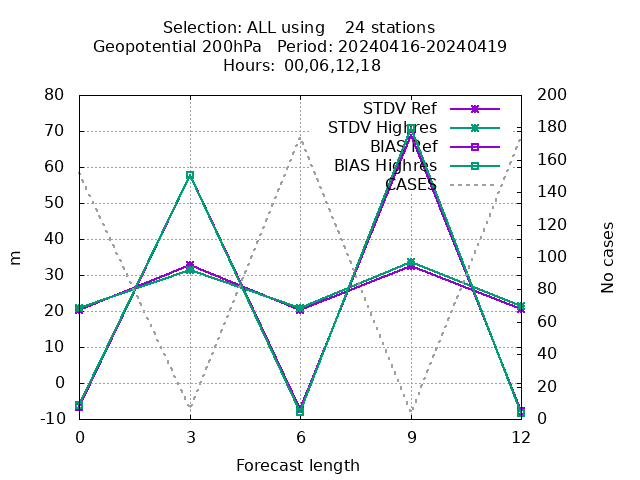 Selection: ALL using    24 stations
Geopotential 200hPa   Period: 20240416-20240419
Hours: 00,06,12,18
STDV Ref
STDV Highres
BIAS Ref
BIAS Highres
CASES
80
70
60
50
40
30
20
10
0
-10
m
200
180
160
140
120
100
80
60
40
20
0
No cases
0 3 6 9 12
Forecast length